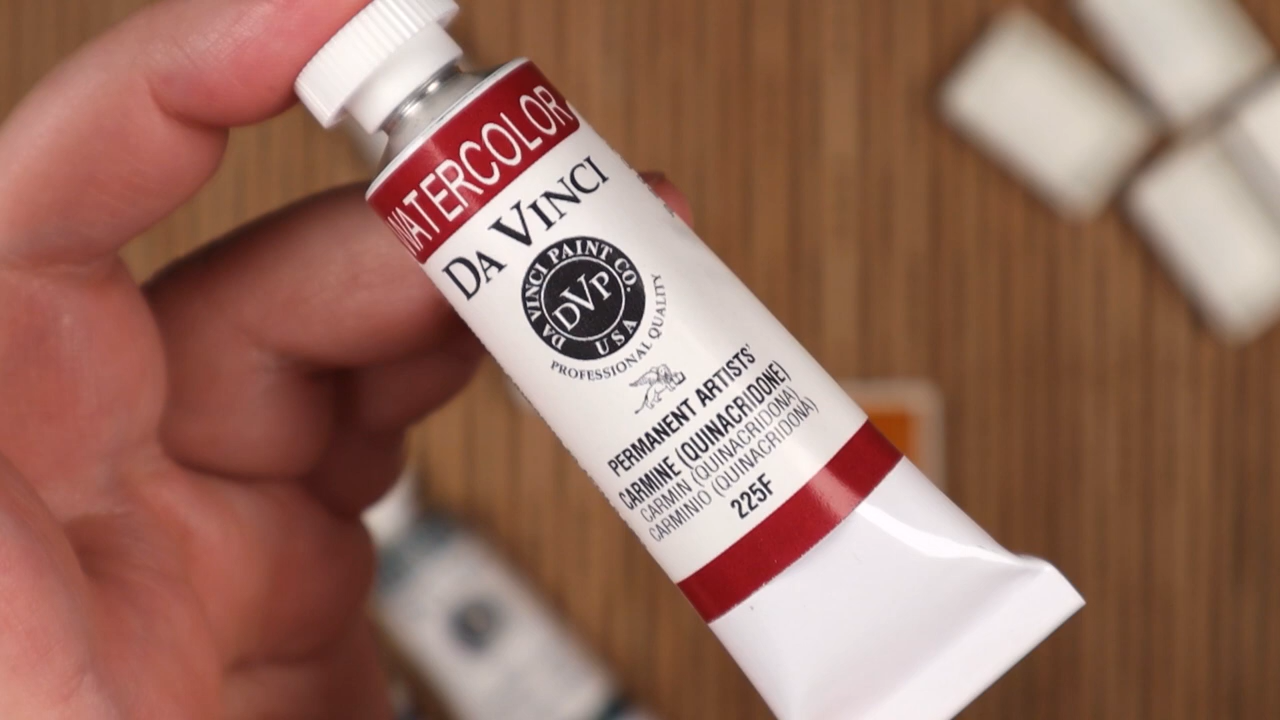 WATERCOLOR
DA VINCI
DA VINCI PAINT CO.
DVP
USA
PROFESSIONAL QUALITY
PERMANENT ARTISTS'
CARMINE (QUINACRIDONE)
CARMIN (QUINACRIDONA)
CARMINIO (QUINACRIDONA)
225F